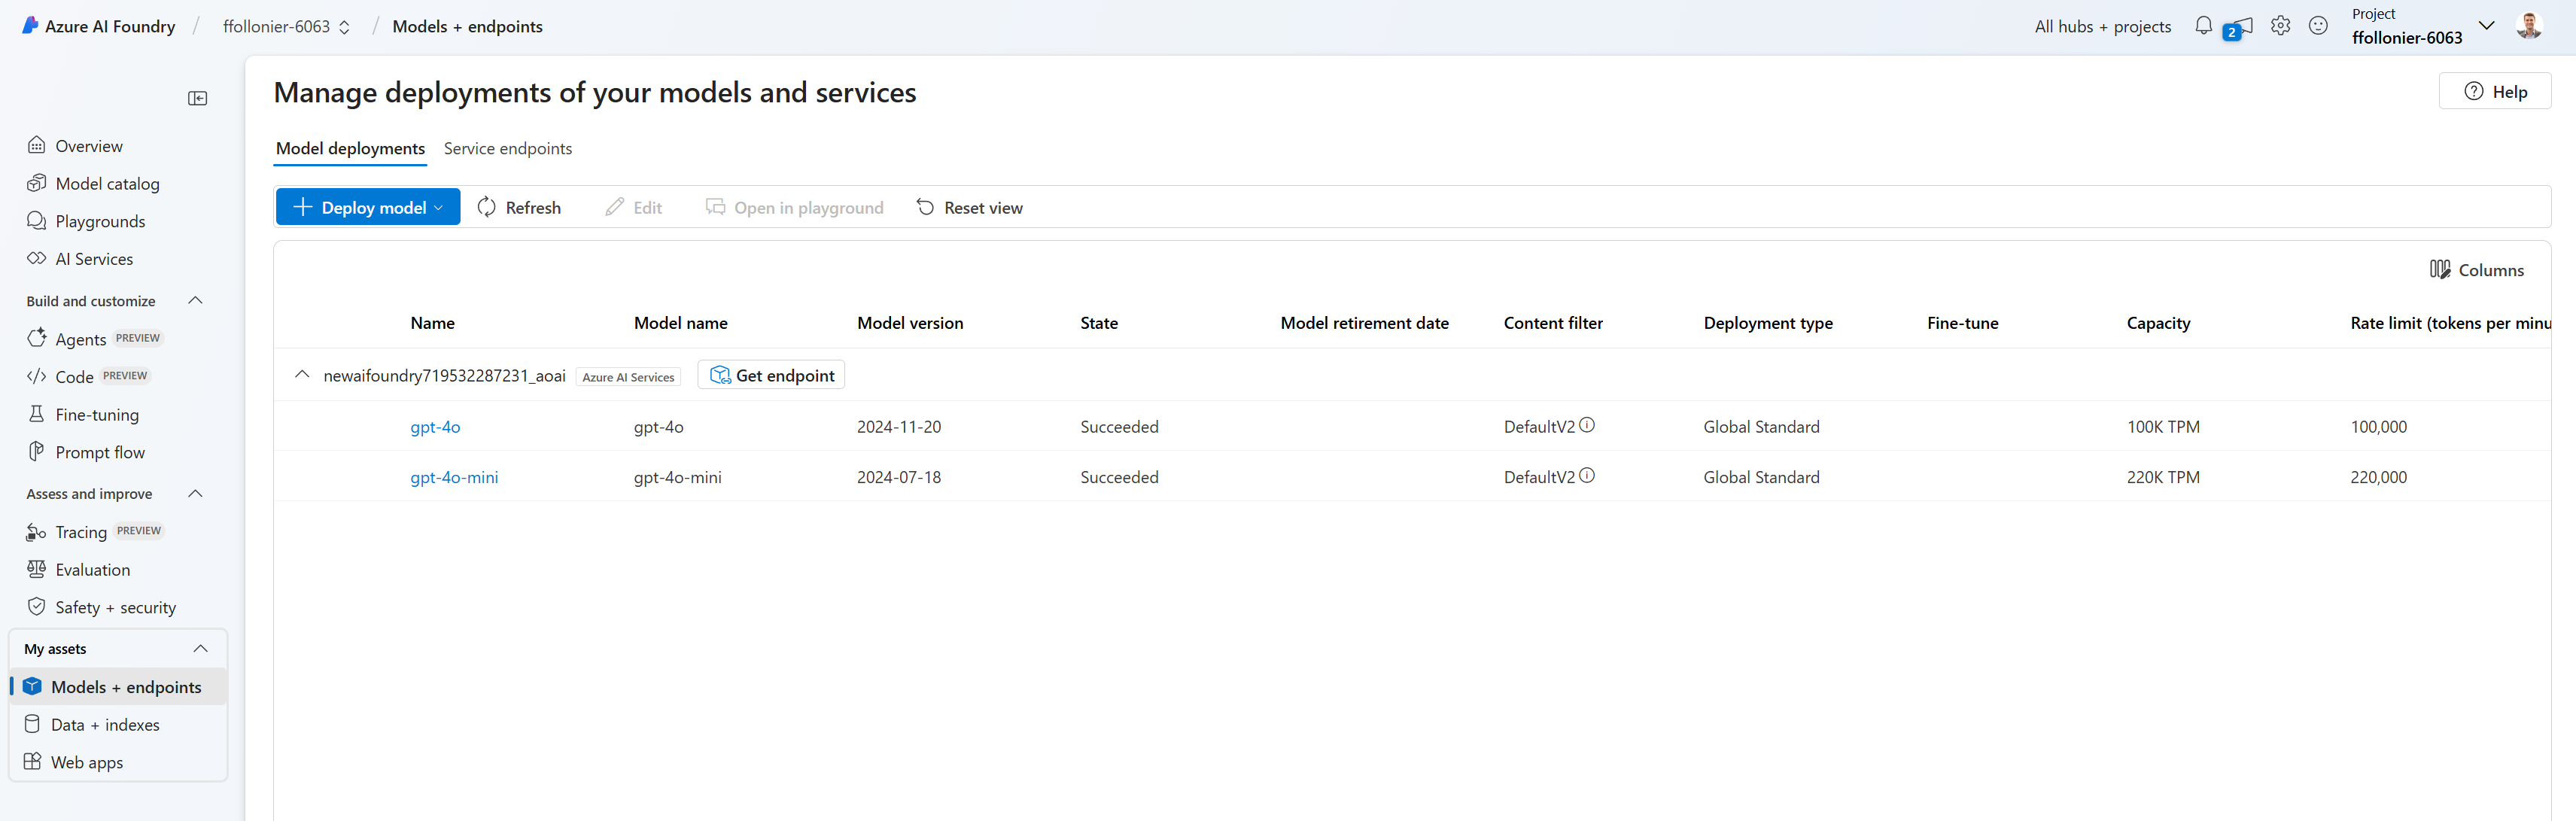 Azure AI Foundry / ffollonier-6063 / Models + endpoints
All hubs + projects 2 Project
ffollonier-6063
Manage deployments of your models and services
Help
Model deployments Service endpoints
Deploy model Refresh Edit Open in playground Reset view
Columns
Name Model name Model version State Model retirement date Content filter Deployment type Fine-tune Capacity Rate limit (tokens per minu
newaifoundry719532287231_aoai Azure AI Services Get endpoint
gpt-4o gpt-4o 2024-11-20 Succeeded DefaultV2 Global Standard 100K TPM 100,000
gpt-4o-mini gpt-4o-mini 2024-07-18 Succeeded DefaultV2 Global Standard 220K TPM 220,000
Overview
Model catalog
Playgrounds
AI Services
Build and customize
Agents PREVIEW
Code PREVIEW
Fine-tuning
Prompt flow
Assess and improve
Tracing PREVIEW
Evaluation
Safety + security
My assets
Models + endpoints
Data + indexes
Web apps